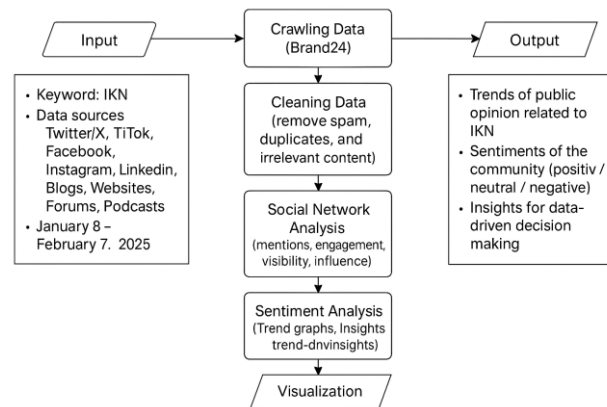 Input
Crawling Data
(Brand24)
Output
• Keyword: IKN
• Data sources
Twitter/X, TiTok,
Facebook,
Instagram, Linkedin,
Blogs, Websites,
Forums, Podcasts
• January 8 –
February 7. 2025
Cleaning Data
(remove spam,
duplicates, and
irrelevant content)
Social Network
Analysis
(mentions, engagement,
visibility, influence)
Sentiment Analysis
(Trend graphs, Insights
trend-dnvinsights)
Visualization
• Trends of public
opinion related to
IKN
• Sentiments of the
community (positiv /
neutral / negative)
• Insights for data-
driven decision
making